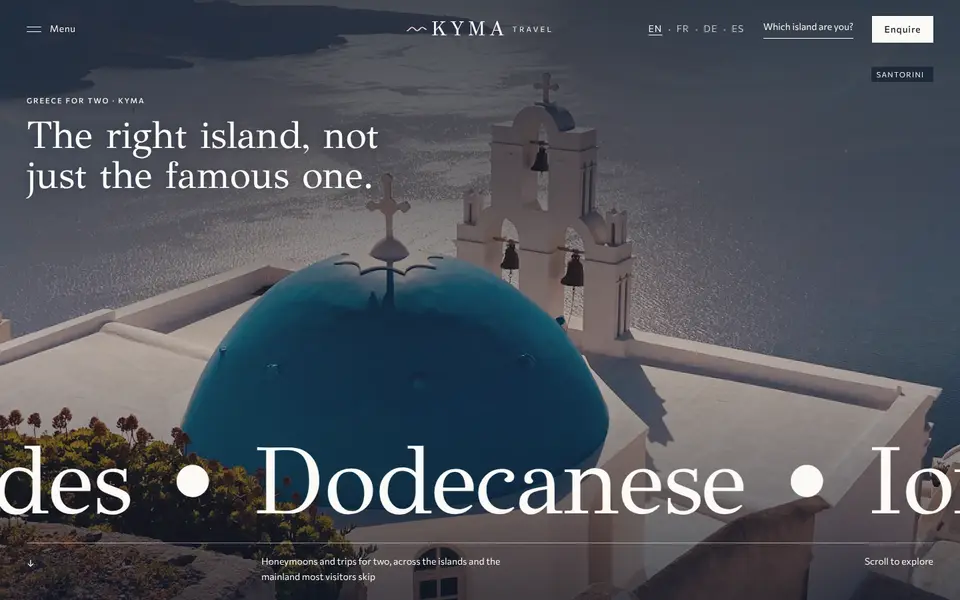 Menu
KYMA TRAVEL
EN · FR · DE · ES
Which island are you?
Enquire
SANTORINI
GREECE FOR TWO · KYMA
The right island, not
just the famous one.
des • Dodecanese • Io
Honeymoons and trips for two, across the islands and the
mainland most visitors skip
Scroll to explore